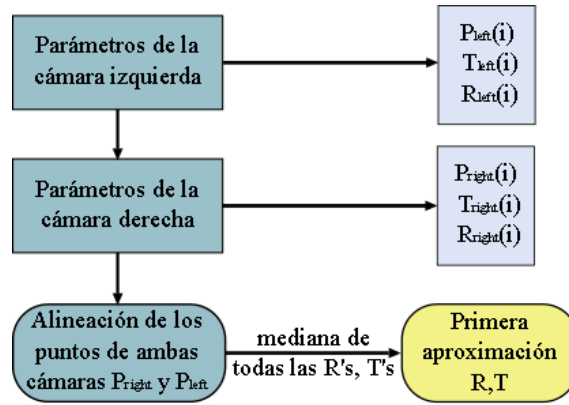 Parámetros de la
cámara izquierda
Pleft(i)
Tleft(i)
Rleft(i)
Parámetros de la
cámara derecha
Pright(i)
Tright(i)
Rright(i)
Alineación de los
puntos de ambas
cámaras Pright y Pleft
mediana de
todas las R's, T's
Primera
aproximación
R,T